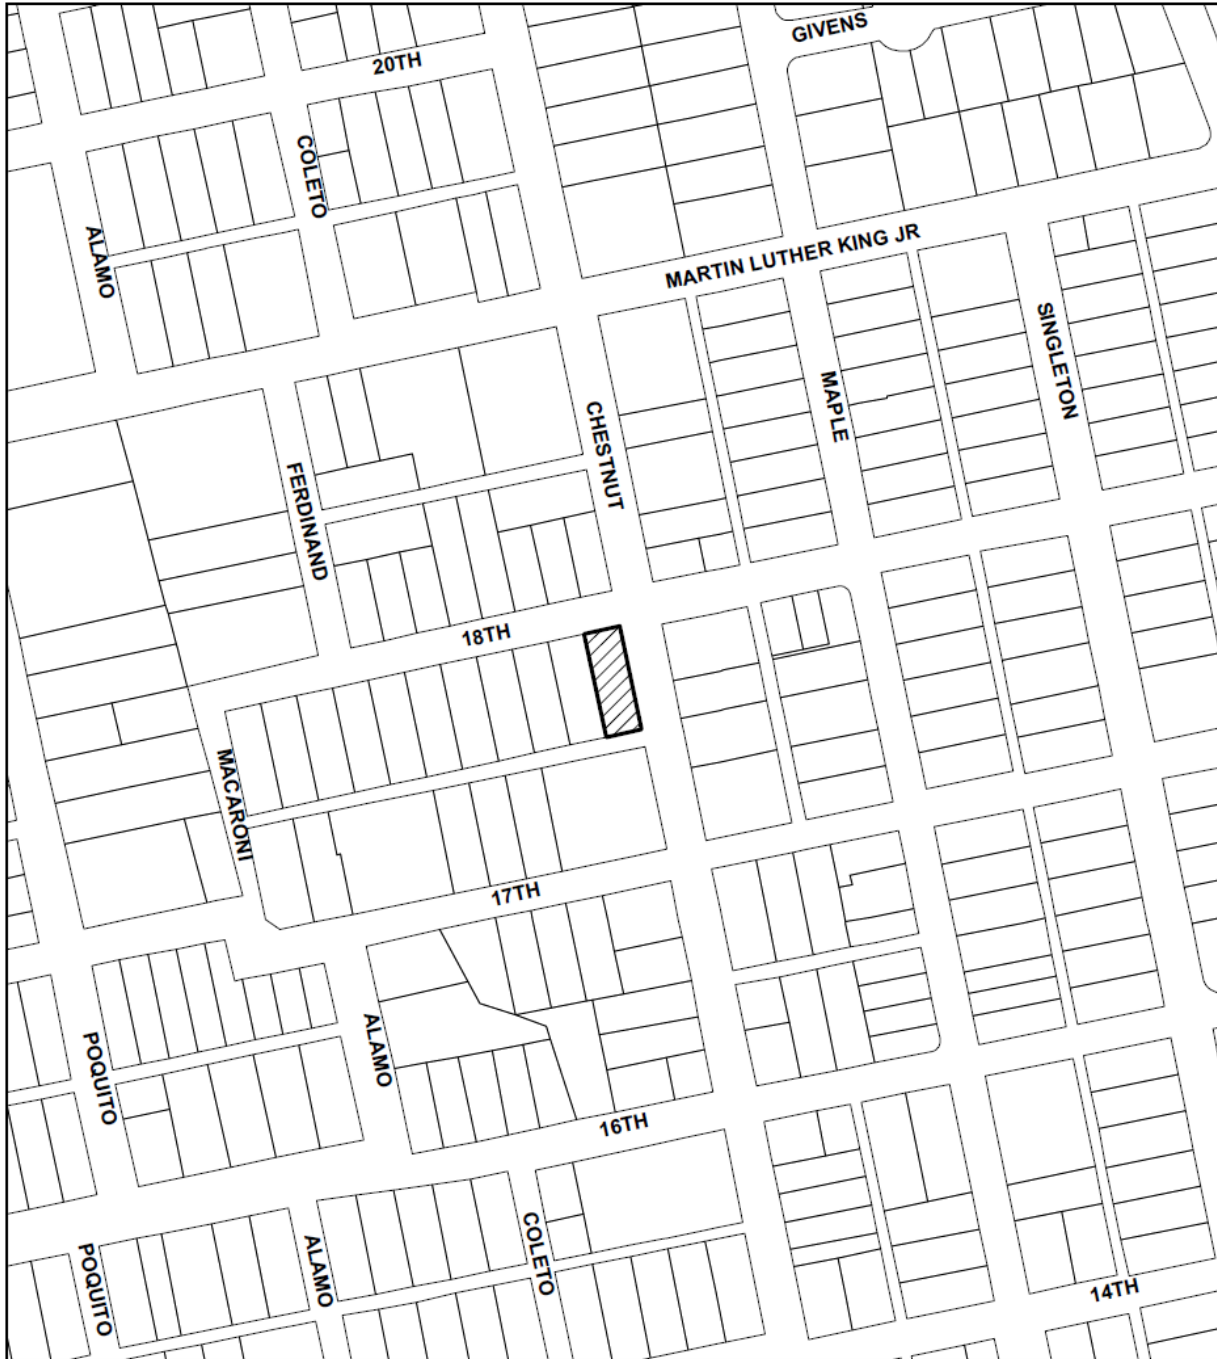 GIVENS
20TH
COLETO
ALAMO
MARTIN LUTHER KING JR
SINGLETON
MAPLE
CHESTNUT
FERDINAND
18TH
MACARONI
17TH
ALAMO
POQUITO
16TH
COLETO
ALAMO
POQUITO
14TH